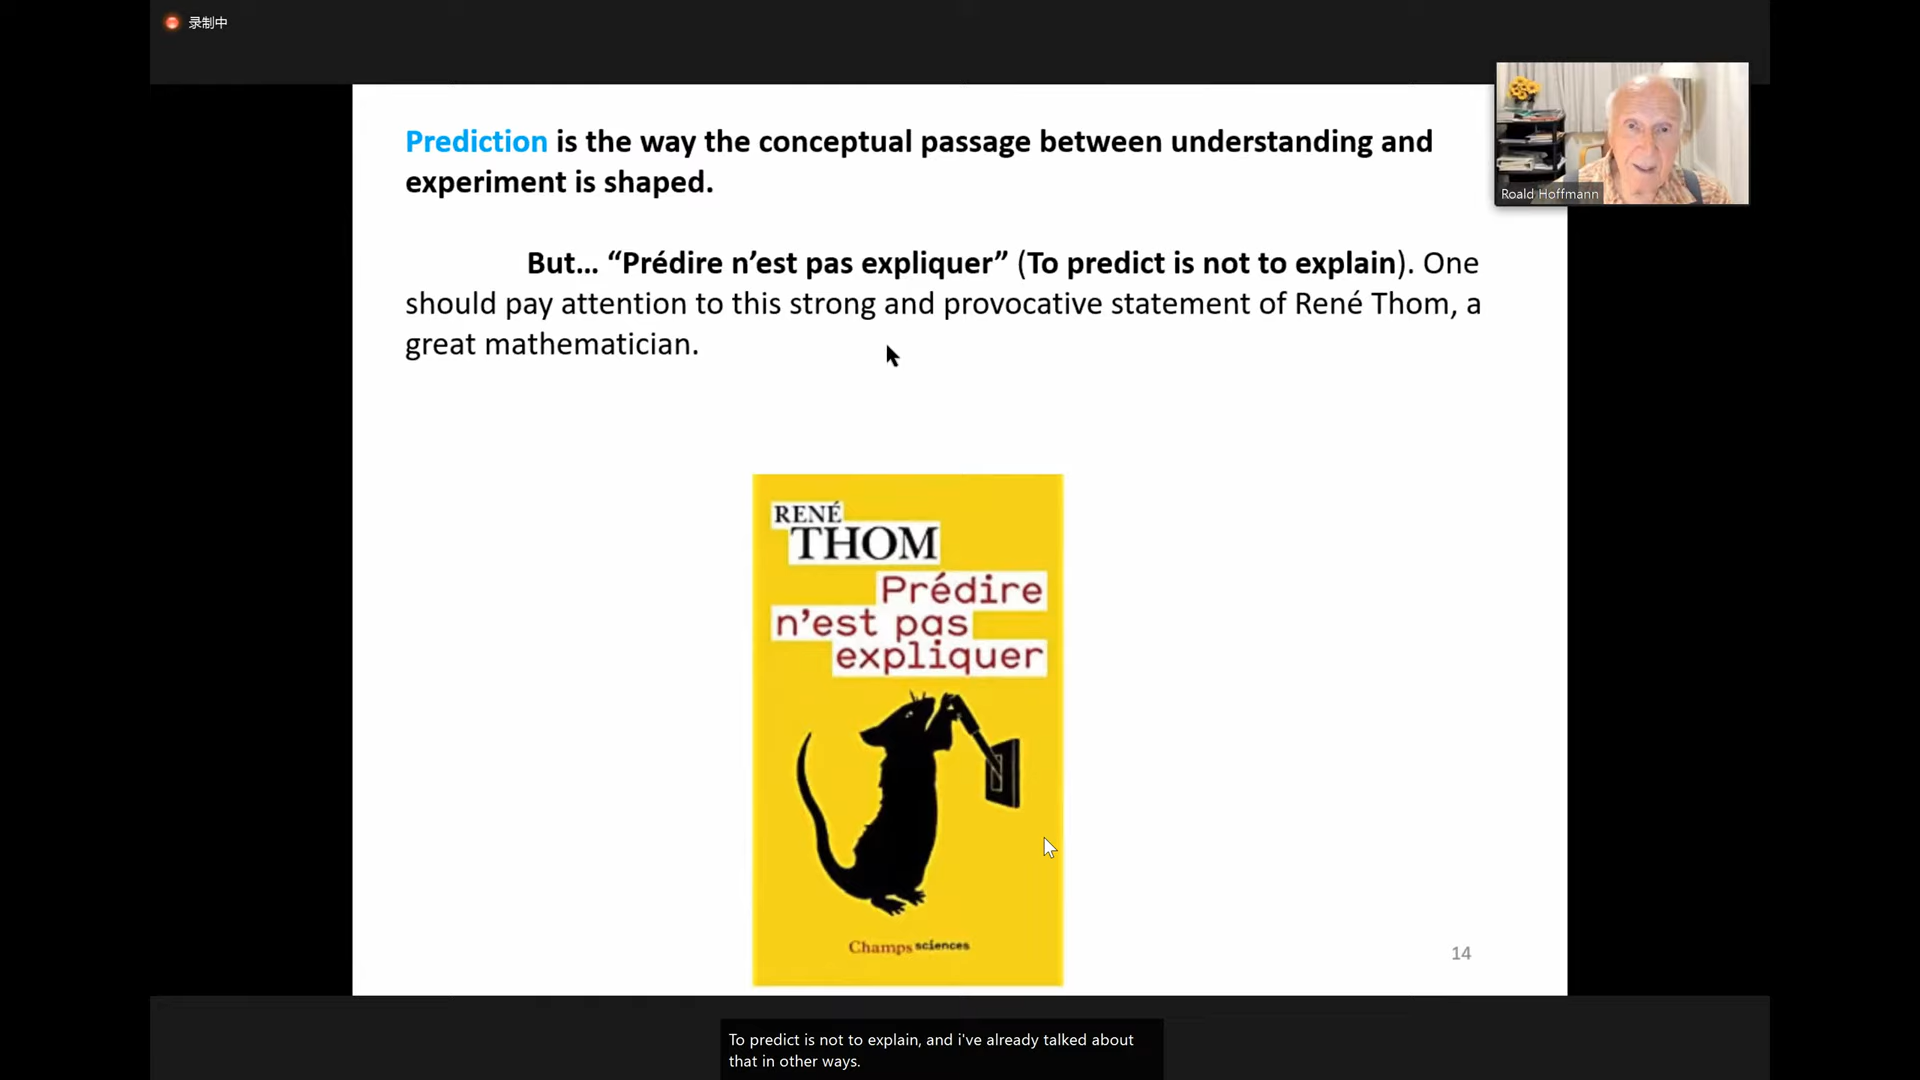 录制中
Prediction is the way the conceptual passage between understanding and
experiment is shaped.
Roald Hoffmann
But... “Prédire n’est pas expliquer” (To predict is not to explain). One
should pay attention to this strong and provocative statement of René Thom, a
great mathematician.
RENÉ
THOM
Prédire
n’est pas
expliquer
Champs sciences
14
To predict is not to explain, and i've already talked about
that in other ways.